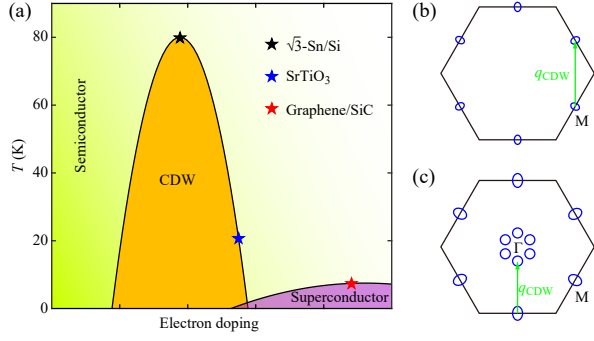 (a)
80
60
40
20
0
T (K)
Semiconductor
CDW
√3-Sn/Si
SrTiO₃
Graphene/SiC
Superconductor
Electron doping
(b)
qCDW
M
(c)
Γ
qCDW
M